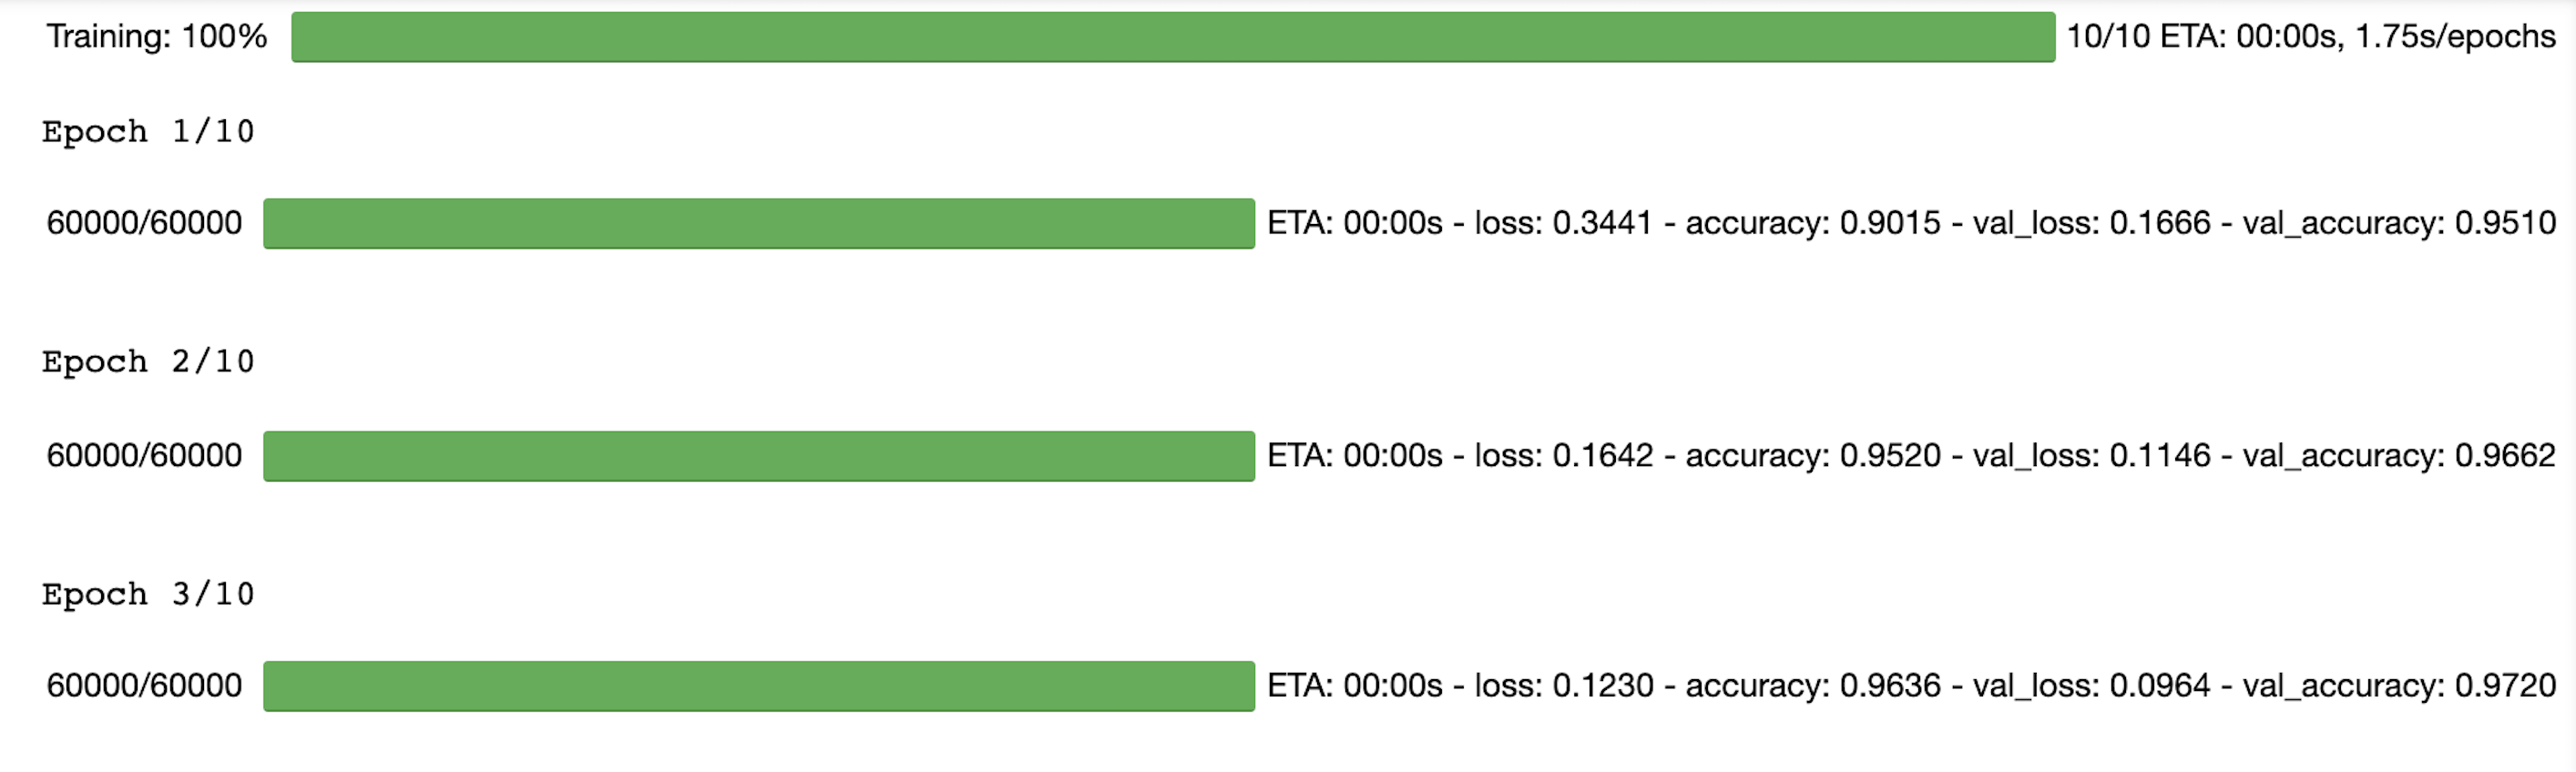 Training: 100% 10/10 ETA: 00:00s, 1.75s/epochs
Epoch 1/10
60000/60000 ETA: 00:00s - loss: 0.3441 - accuracy: 0.9015 - val_loss: 0.1666 - val_accuracy: 0.9510
Epoch 2/10
60000/60000 ETA: 00:00s - loss: 0.1642 - accuracy: 0.9520 - val_loss: 0.1146 - val_accuracy: 0.9662
Epoch 3/10
60000/60000 ETA: 00:00s - loss: 0.1230 - accuracy: 0.9636 - val_loss: 0.0964 - val_accuracy: 0.9720